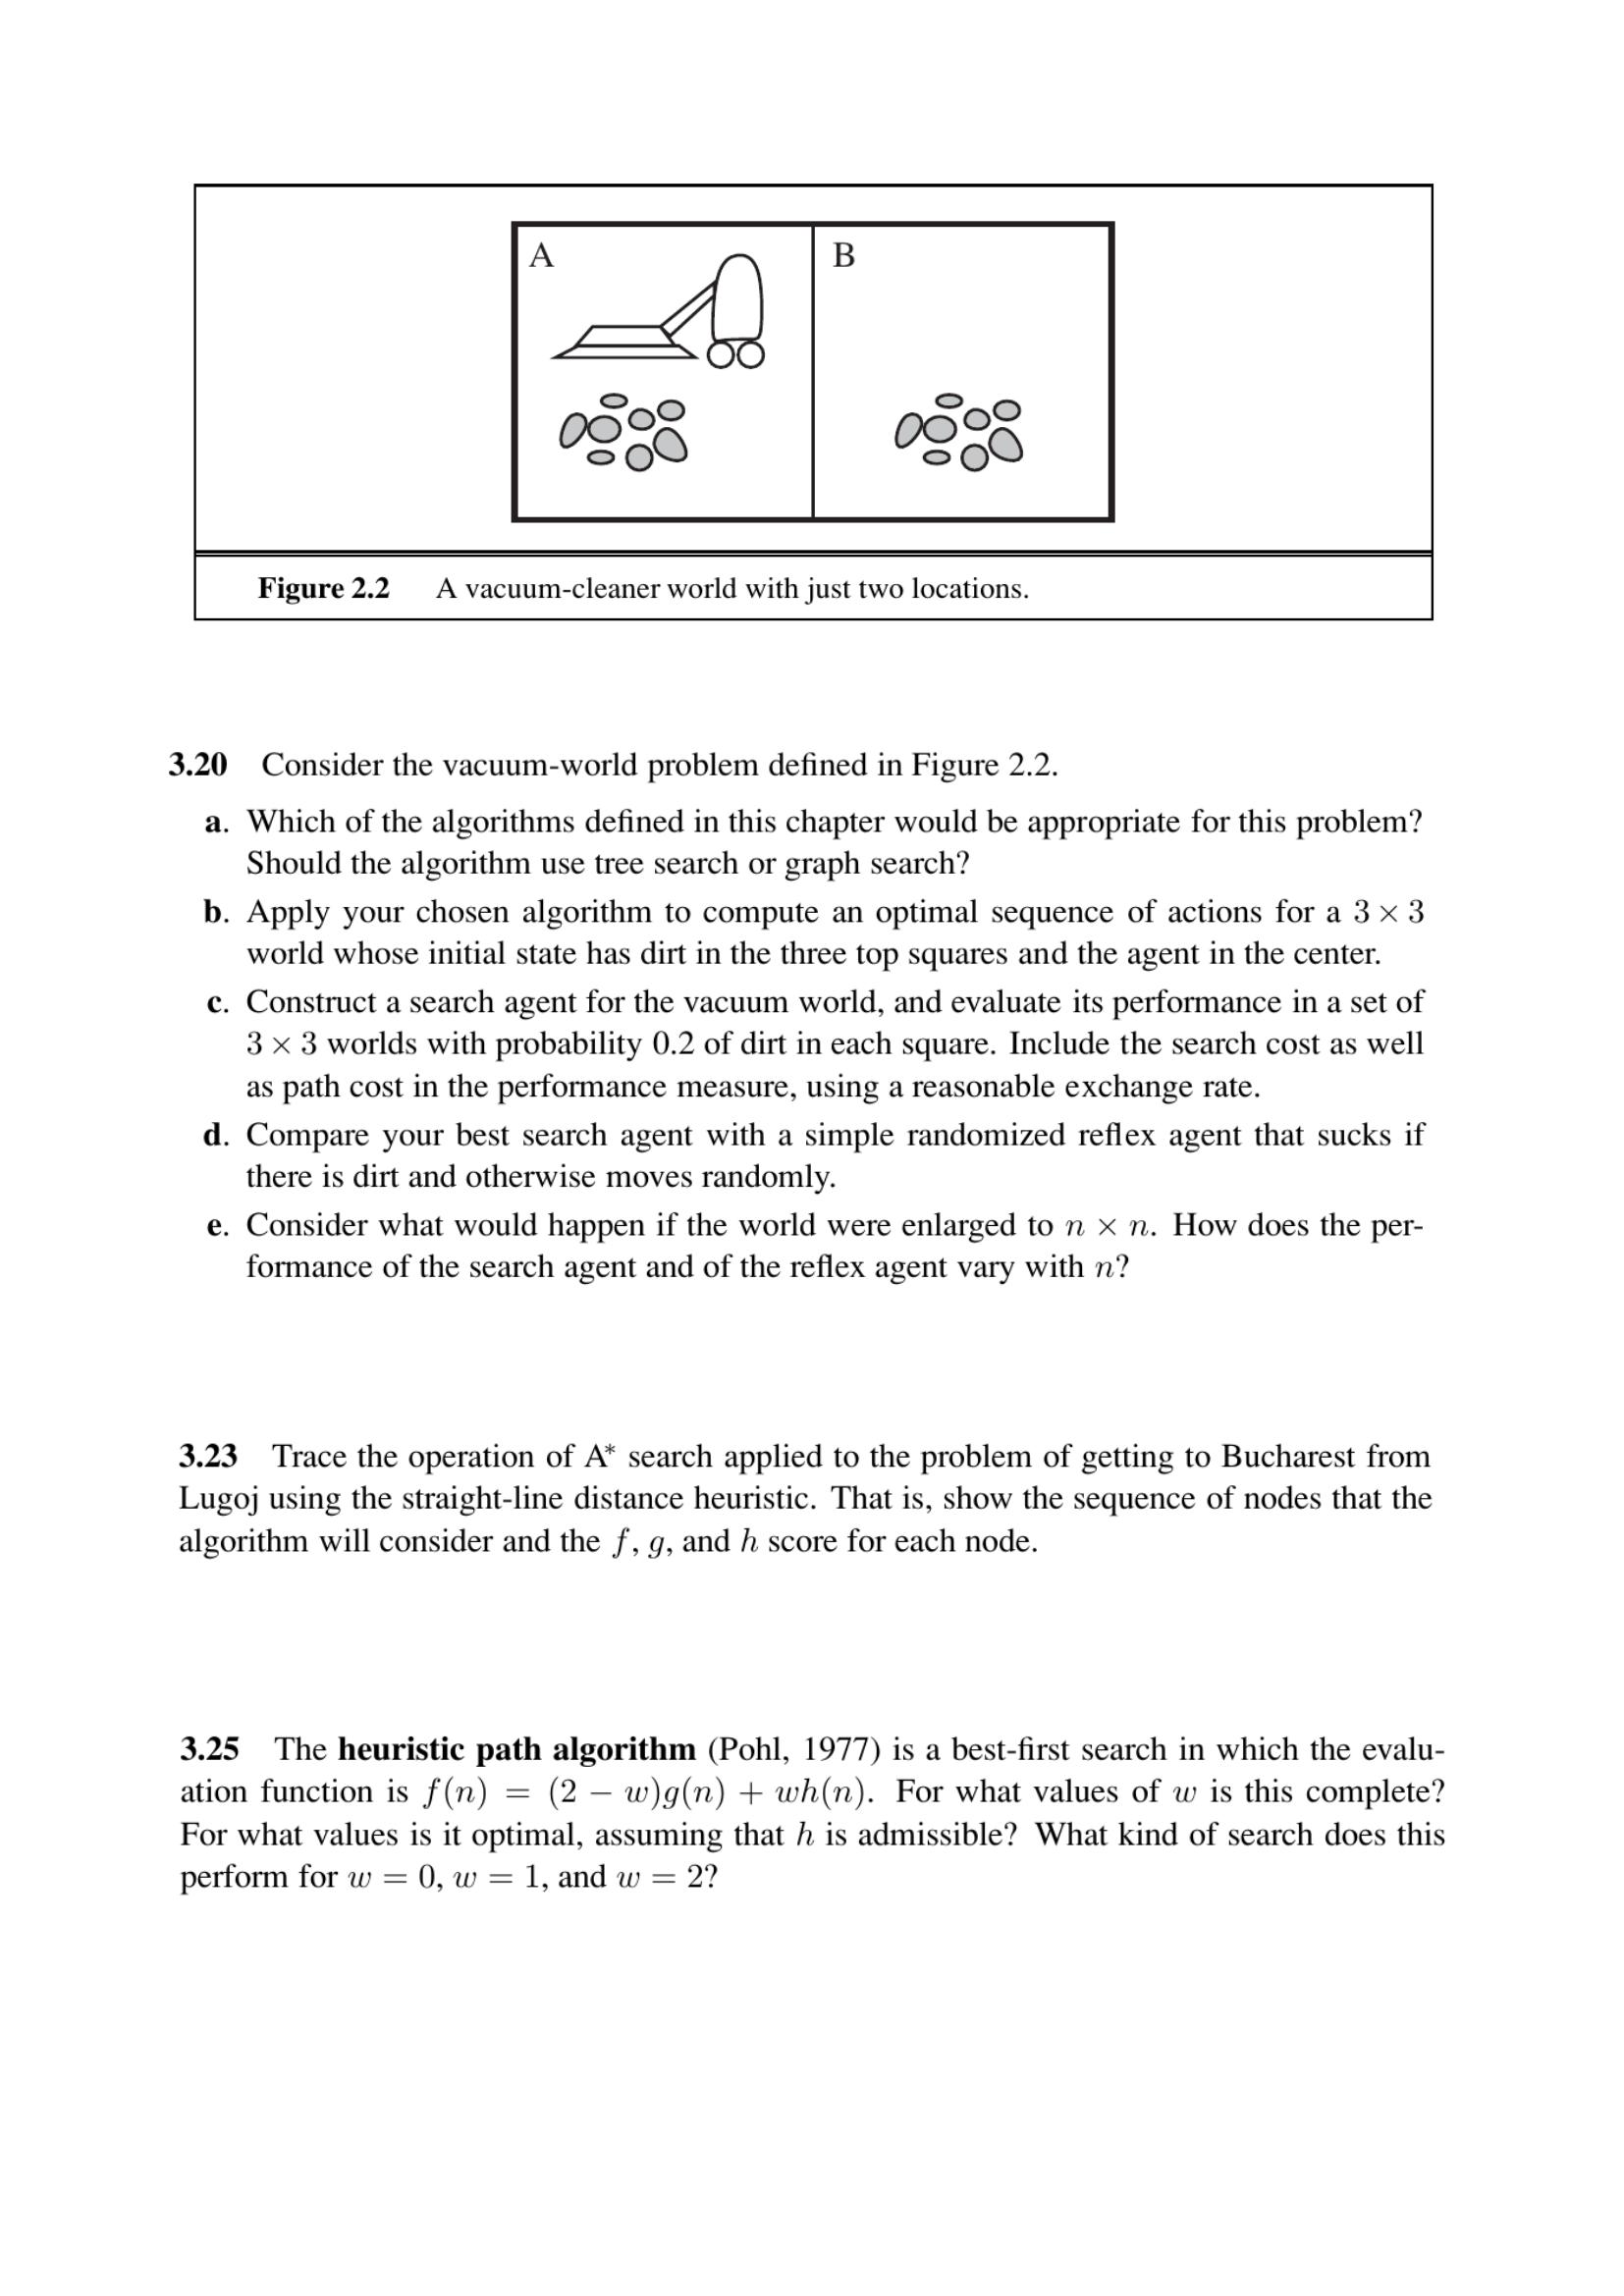 A
B
Figure 2.2 A vacuum-cleaner world with just two locations.
3.20 Consider the vacuum-world problem defined in Figure 2.2.
a. Which of the algorithms defined in this chapter would be appropriate for this problem?
Should the algorithm use tree search or graph search?
b. Apply your chosen algorithm to compute an optimal sequence of actions for a 3 × 3
world whose initial state has dirt in the three top squares and the agent in the center.
c. Construct a search agent for the vacuum world, and evaluate its performance in a set of
3 × 3 worlds with probability 0.2 of dirt in each square. Include the search cost as well
as path cost in the performance measure, using a reasonable exchange rate.
d. Compare your best search agent with a simple randomized reflex agent that sucks if
there is dirt and otherwise moves randomly.
e. Consider what would happen if the world were enlarged to n × n. How does the per-
formance of the search agent and of the reflex agent vary with n?
3.23 Trace the operation of A* search applied to the problem of getting to Bucharest from
Lugoj using the straight-line distance heuristic. That is, show the sequence of nodes that the
algorithm will consider and the f, g, and h score for each node.
3.25 The heuristic path algorithm (Pohl, 1977) is a best-first search in which the evalu-
ation function is f(n) = (2 − w)g(n) + wh(n). For what values of w is this complete?
For what values is it optimal, assuming that h is admissible? What kind of search does this
perform for w = 0, w = 1, and w = 2?